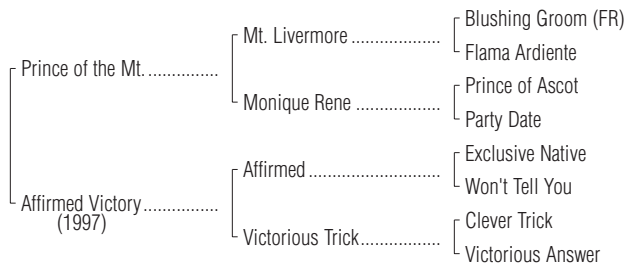 Blushing Groom (FR)
Mt. Livermore ...................
Flama Ardiente
Prince of the Mt. ...............
Prince of Ascot
Monique Rene ..................
Party Date
Exclusive Native
Affirmed .............................
Won't Tell You
Affirmed Victory ................
(1997)
Clever Trick
Victorious Trick..................
Victorious Answer